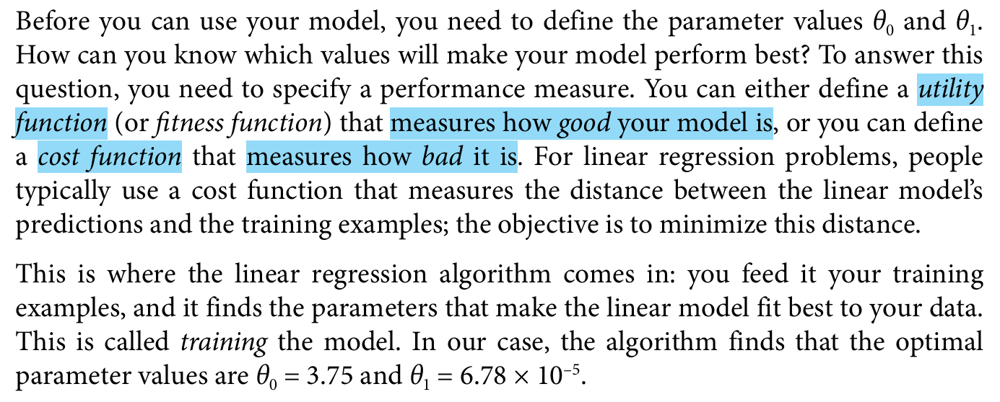 Before you can use your model, you need to define the parameter values θ₀ and θ₁.
How can you know which values will make your model perform best? To answer this
question, you need to specify a performance measure. You can either define a utility
function (or fitness function) that measures how good your model is, or you can define
a cost function that measures how bad it is. For linear regression problems, people
typically use a cost function that measures the distance between the linear model’s
predictions and the training examples; the objective is to minimize this distance.
This is where the linear regression algorithm comes in: you feed it your training
examples, and it finds the parameters that make the linear model fit best to your data.
This is called training the model. In our case, the algorithm finds that the optimal
parameter values are θ₀ = 3.75 and θ₁ = 6.78 × 10⁻⁵.